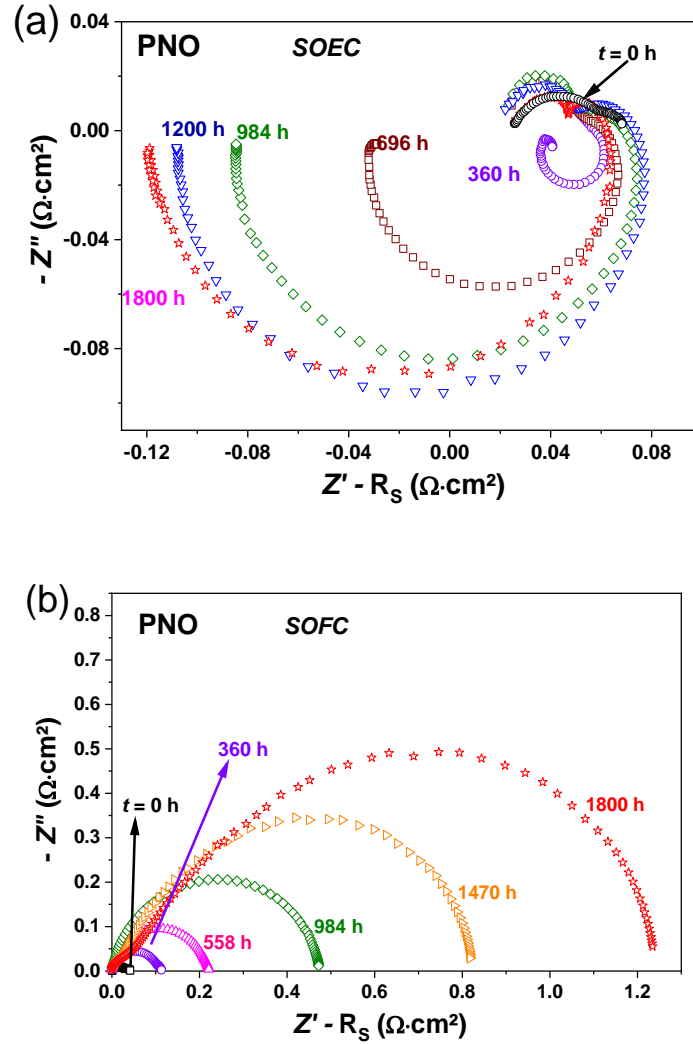 (a)
PNO SOEC
t = 0 h
1200 h
984 h
696 h
360 h
1800 h
0.04
0.00
-0.04
-0.08
-0.12 -0.08 -0.04 0.00 0.04 0.08
- Z'' (Ω·cm²)
Z' - RS (Ω·cm²)
(b)
PNO SOFC
360 h
t = 0 h
558 h
984 h
1470 h
1800 h
0.8
0.7
0.6
0.5
0.4
0.3
0.2
0.1
0.0
0.0 0.2 0.4 0.6 0.8 1.0 1.2
- Z'' (Ω·cm²)
Z' - RS (Ω·cm²)